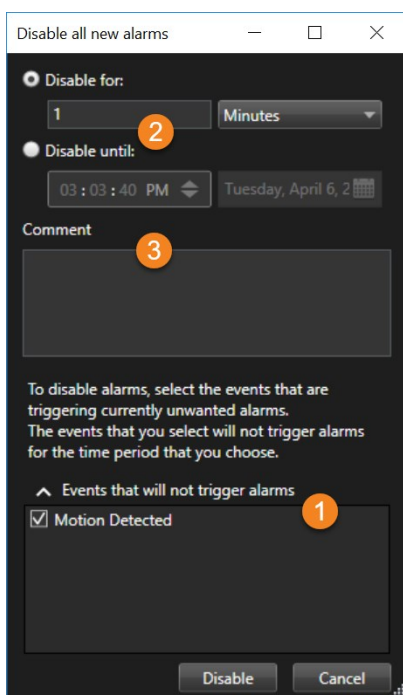 Disable all new alarms
Disable for:
1 Minutes
2
Disable until:
03 : 03 : 40 PM Tuesday, April 6, 2
Comment
3
To disable alarms, select the events that are
triggering currently unwanted alarms.
The events that you select will not trigger alarms
for the time period that you choose.
Events that will not trigger alarms
1
Motion Detected
Disable Cancel